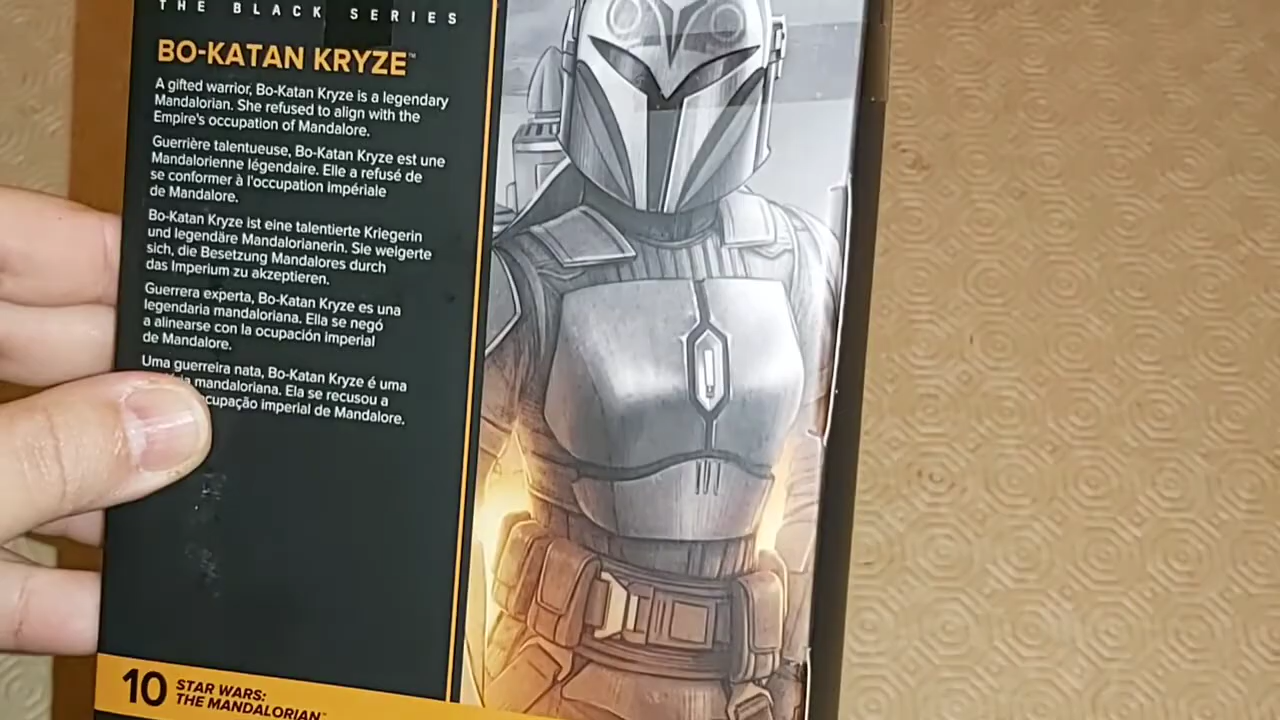 THE BLACK SERIES
BO-KATAN KRYZE™
A gifted warrior, Bo-Katan Kryze is a legendary
Mandalorian. She refused to align with the
Empire's occupation of Mandalore.
Guerrière talentueuse, Bo-Katan Kryze est une
Mandalorienne légendaire. Elle a refusé de
se conformer à l'occupation Impériale
de Mandalore.
Bo-Katan Kryze ist eine talentierte Kriegerin
und legendäre Mandalorianerin. Sie weigerte
sich, die Besetzung Mandalores durch
das Imperium zu akzeptieren.
Guerrera experta, Bo-Katan Kryze es una
legendaria mandaloriana. Ella se negó
a alinearse con la ocupación imperial
de Mandalore.
Uma guerreira nata, Bo-Katan Kryze é uma
mandaloriana. Ela se recusou a
imperial de Mandalore.
10 STAR WARS:
THE MANDALORIAN™